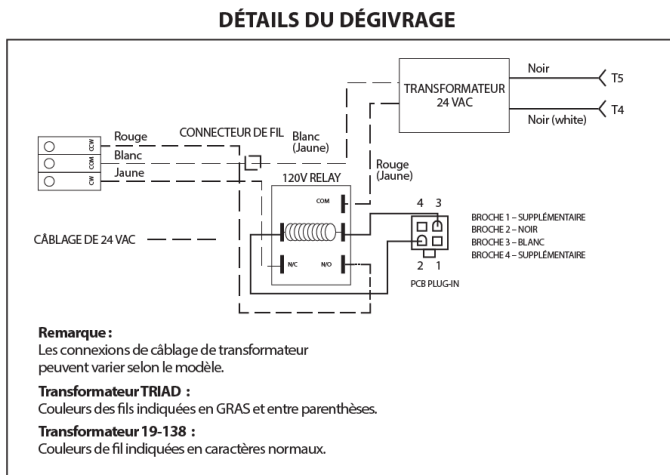 DÉTAILS DU DÉGIVRAGE
Noir
T5
TRANSFORMATEUR
24 VAC
T4
Noir (white)
CCW
Rouge
CONNECTEUR DE FIL
Blanc
(Jaune)
COM
Blanc
CW
Jaune
Rouge
(Jaune)
120V RELAY
COM
4 3
BROCHE 1 – SUPPLÉMENTAIRE
BROCHE 2 – NOIR
BROCHE 3 – BLANC
BROCHE 4 – SUPPLÉMENTAIRE
CÂBLAGE DE 24 VAC
N/C
N/O
2 1
PCB PLUG-IN
Remarque :
Les connexions de câblage de transformateur
peuvent varier selon le modèle.
Transformateur TRIAD :
Couleurs des fils indiquées en GRAS et entre parenthèses.
Transformateur 19-138 :
Couleurs de fil indiquées en caractères normaux.